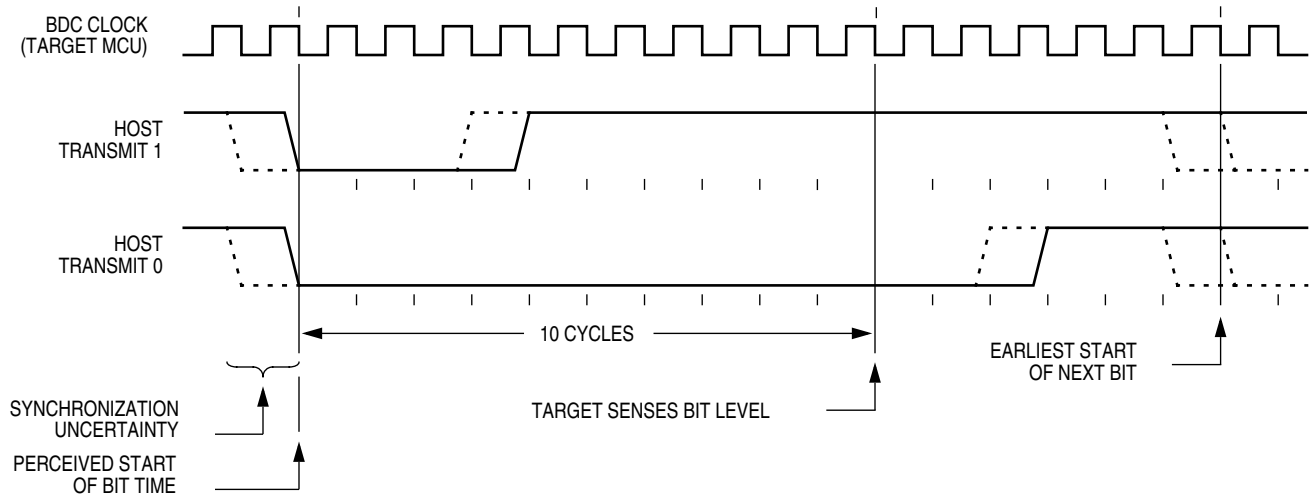 BDC CLOCK
(TARGET MCU)
HOST
TRANSMIT 1
HOST
TRANSMIT 0
10 CYCLES
EARLIEST START
OF NEXT BIT
TARGET SENSES BIT LEVEL
SYNCHRONIZATION
UNCERTAINTY
PERCEIVED START
OF BIT TIME